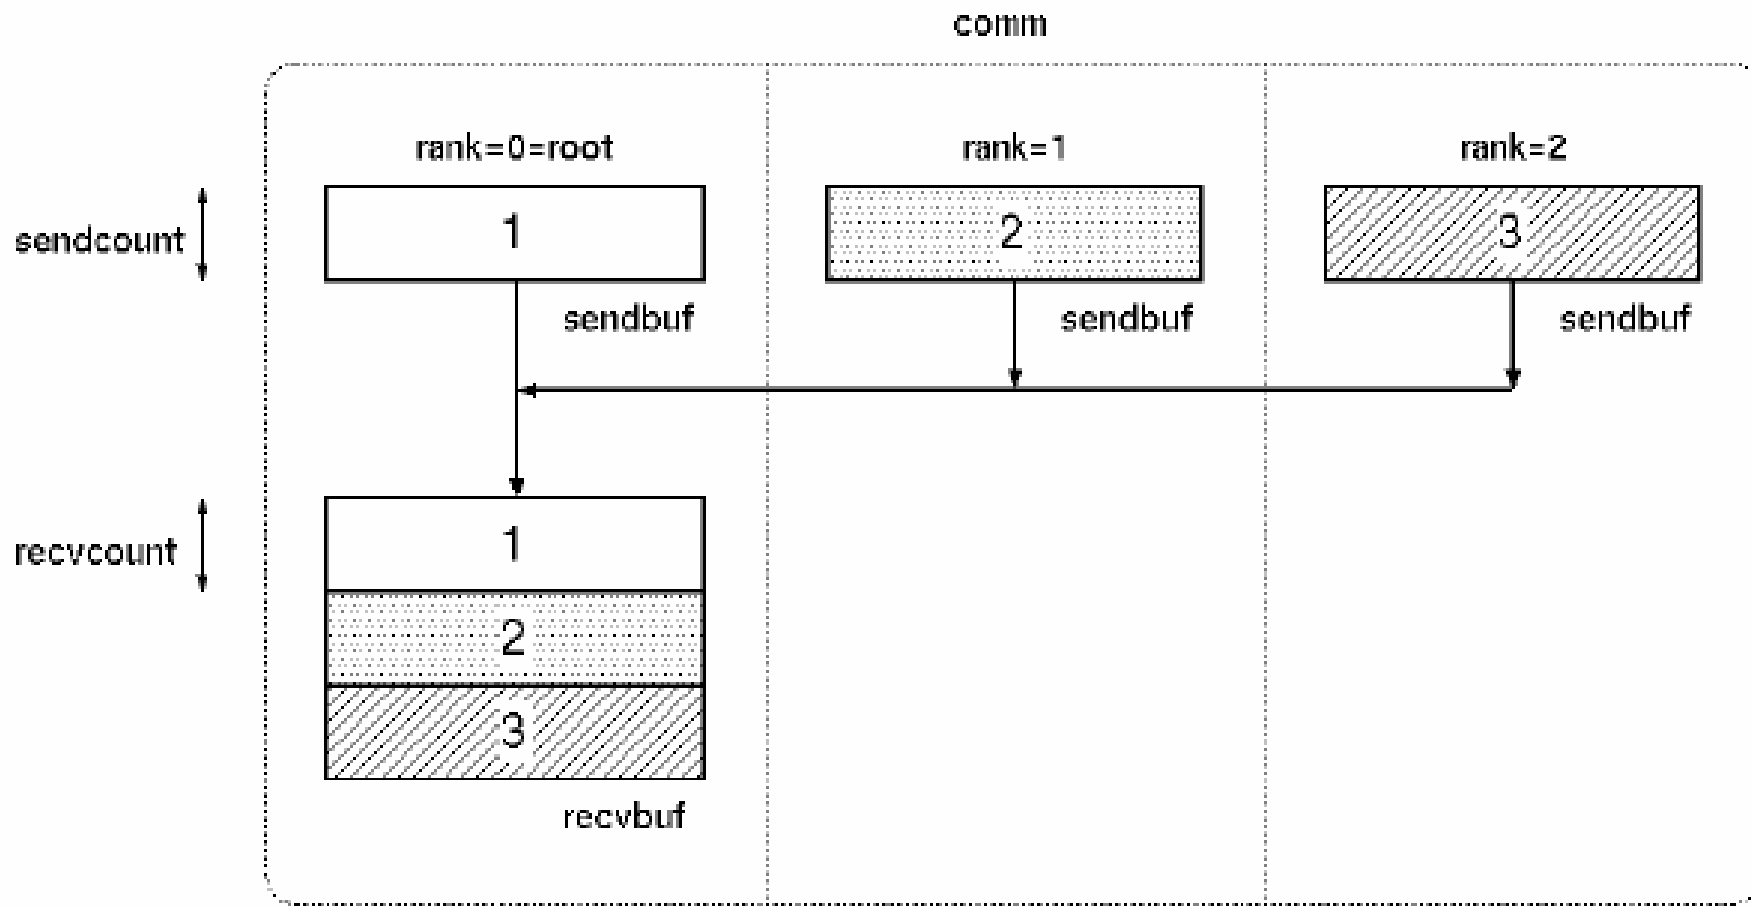 comm
rank=0=root
rank=1
rank=2
sendcount
1
2
3
sendbuf
sendbuf
sendbuf
recvcount
1
2
3
recvbuf